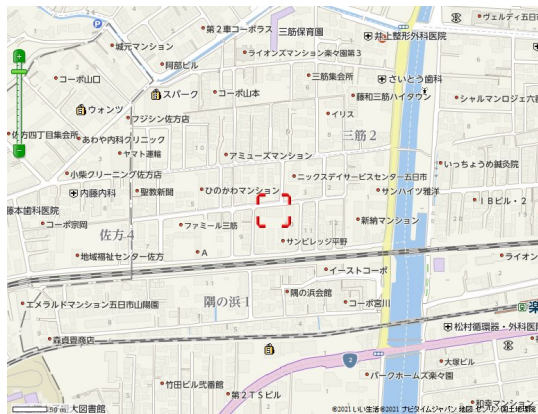 第２車コーポラス
三筋保育園
ヴェルディ五日
井上整形外科医院
城元マンション
ライオンズマンション楽々園第３
阿部ビル
三筋集会所
さいとう歯科
コーポ山口
スパーク
コーポ山本
藤和三筋ハイタウン
シャルマンロジェ六
ウォンツ
フジシン佐方店
イリス
三筋２
佐方四丁目集会所
あわや内科クリニック
ヤマト運輸
アミューズマンション
いっちょうめ鍼灸院
小柴クリーニング佐方店
ニックスデイサービスセンター五日市
内藤内科
聖教新聞
ひのかわマンション
サンハイツ雅洋
ＩＢビル・２
藤本歯科医院
コーポ宗岡
ファミール三筋
新納マンション
佐方４
サンビレッジ平野
地域福祉センター佐方
A
ライオン
イーストコーポ
隅の浜１
隅の浜会館
エメラルドマンション五日市山陽園
コーポ宮川
楽
森貞畳商店
松村循環器・外科医院
2
大塚ビル
竹田ビル弐番館
パークホームズ楽々園
第２ＴＳビル
和幸マンション
50 m
大図書館
©2021 いい生活 ©2021 ナビタイムジャパン 地図 ゼンリン 国土地理院